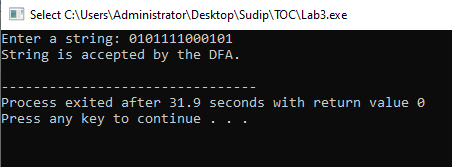 Select C:\Users\Administrator\Desktop\Sudip\TOC\Lab3.exe
Enter a string: 0101111000101
String is accepted by the DFA.
--------------------------------
Process exited after 31.9 seconds with return value 0
Press any key to continue . . .